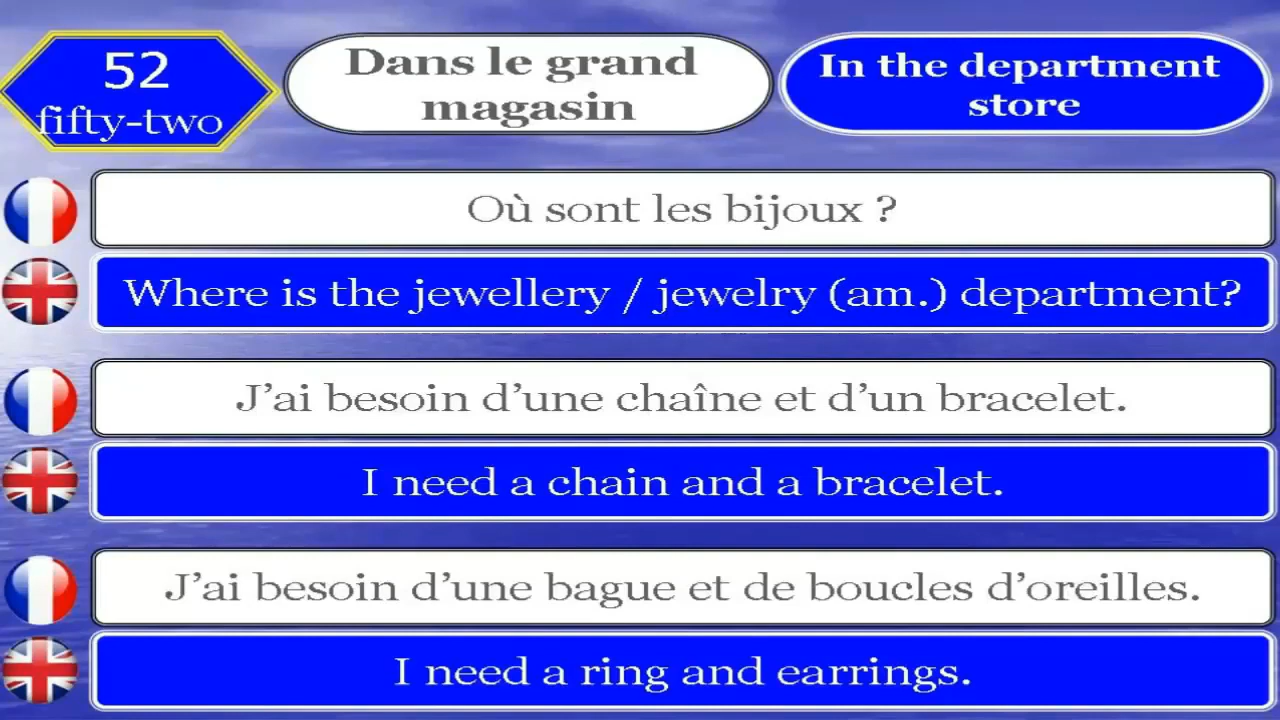 52
fifty-two
Dans le grand
magasin
In the department
store
Où sont les bijoux ?
Where is the jewellery / jewelry (am.) department?
J’ai besoin d’une chaîne et d’un bracelet.
I need a chain and a bracelet.
J’ai besoin d’une bague et de boucles d’oreilles.
I need a ring and earrings.